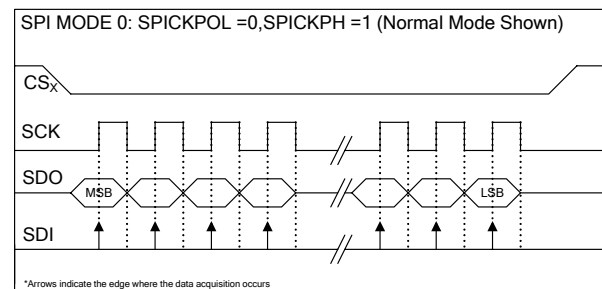 SPI MODE 0: SPICKPOL =0,SPICKPH =1 (Normal Mode Shown)
CSX
SCK
SDO
MSB
LSB
SDI
*Arrows indicate the edge where the data acquisition occurs